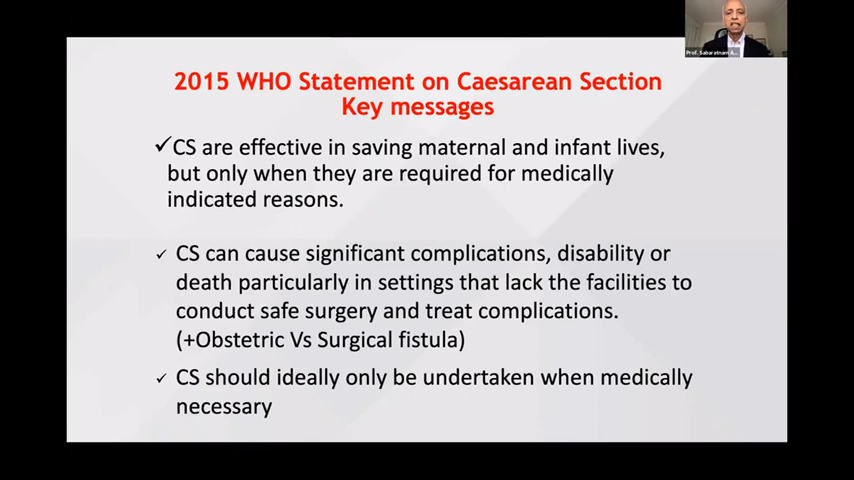 Prof. Sabaratnam A...
2015 WHO Statement on Caesarean Section
Key messages
✓CS are effective in saving maternal and infant lives,
but only when they are required for medically
indicated reasons.
✓ CS can cause significant complications, disability or
death particularly in settings that lack the facilities to
conduct safe surgery and treat complications.
(+Obstetric Vs Surgical fistula)
✓ CS should ideally only be undertaken when medically
necessary